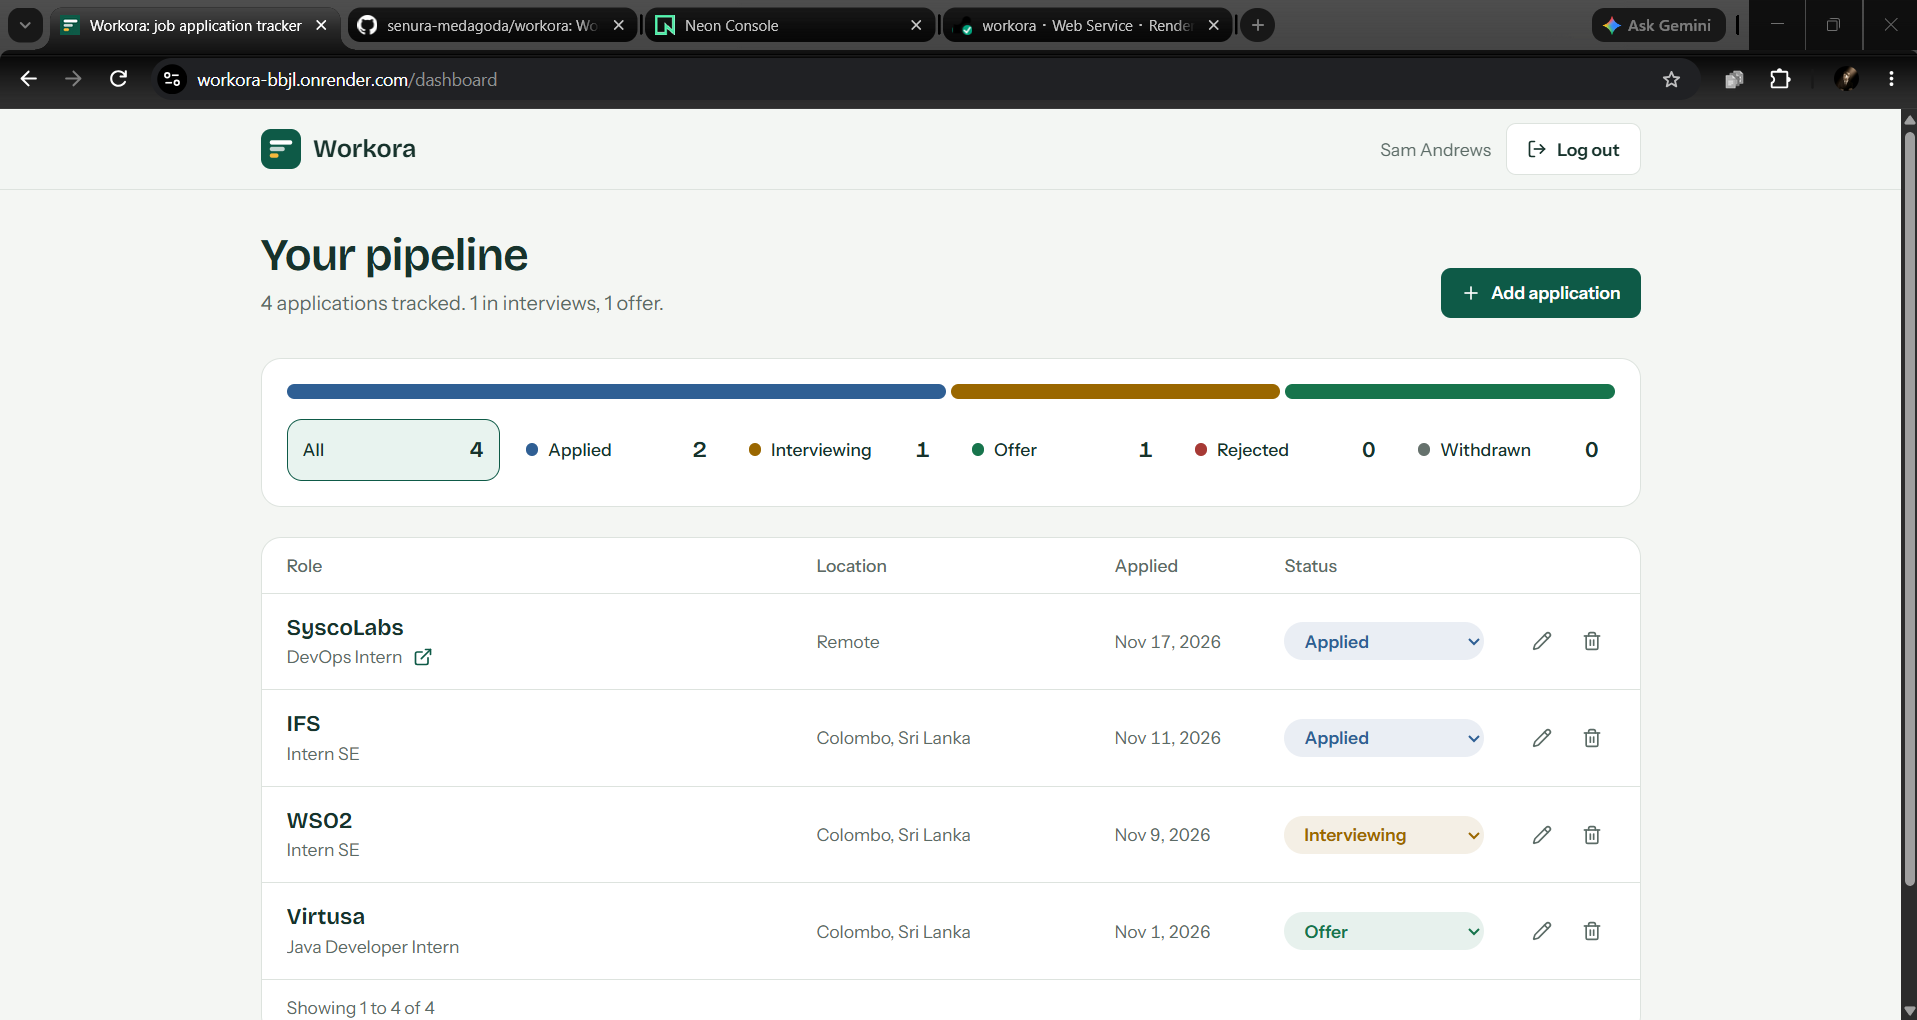 Workora: job application tracker
senura-medagoda/workora: Wo
Neon Console
workora · Web Service · Render
Ask Gemini
workora-bbjl.onrender.com/dashboard
Workora
Sam Andrews
Log out
Your pipeline
4 applications tracked. 1 in interviews, 1 offer.
+ Add application
All 4 Applied 2 Interviewing 1 Offer 1 Rejected 0 Withdrawn 0
Role Location Applied Status
SyscoLabs
DevOps Intern
Remote Nov 17, 2026 Applied
IFS
Intern SE
Colombo, Sri Lanka Nov 11, 2026 Applied
WSO2
Intern SE
Colombo, Sri Lanka Nov 9, 2026 Interviewing
Virtusa
Java Developer Intern
Colombo, Sri Lanka Nov 1, 2026 Offer
Showing 1 to 4 of 4